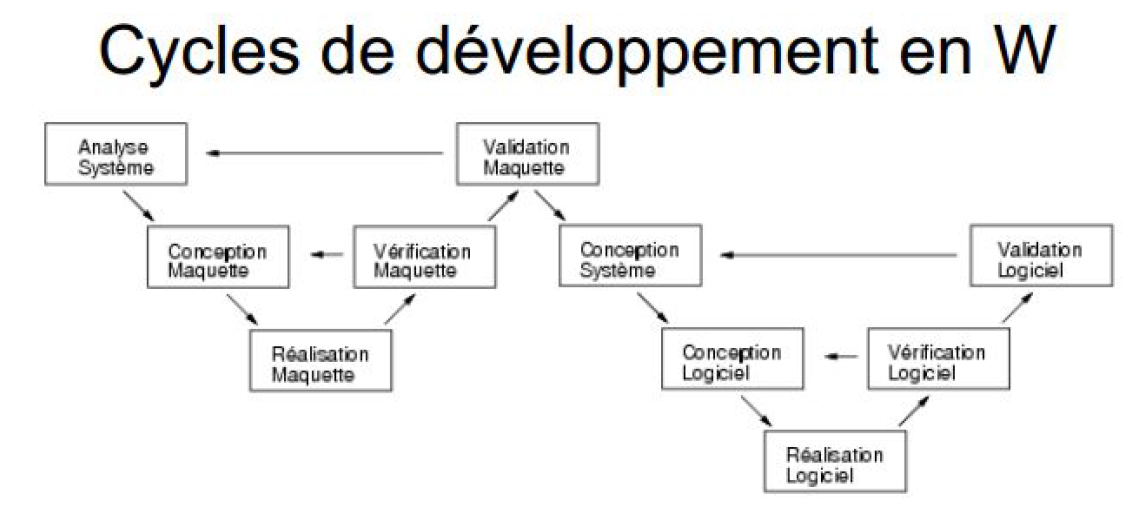 Cycles de développement en W
Analyse
Système
Validation
Maquette
Conception
Maquette
Vérification
Maquette
Conception
Système
Validation
Logiciel
Réalisation
Maquette
Conception
Logiciel
Vérification
Logiciel
Réalisation
Logiciel